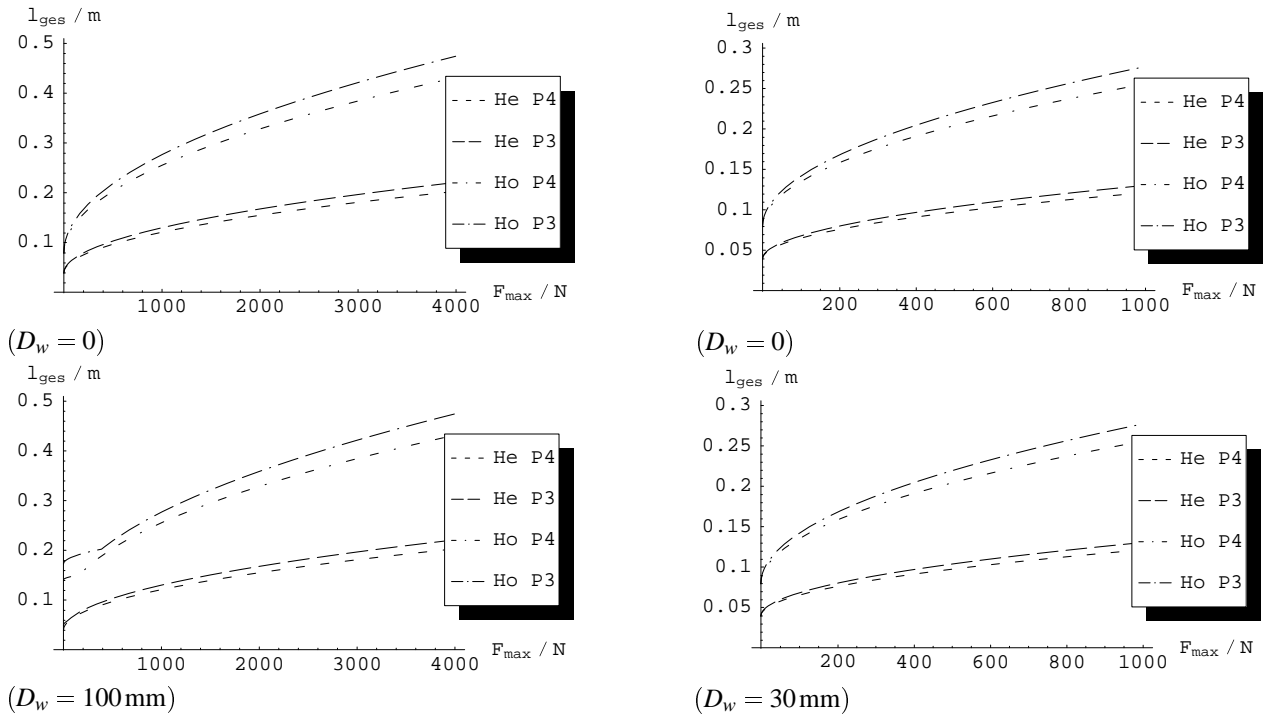 l_ges / m
0.5
0.4
0.3
0.2
0.1
1000 2000 3000 4000
F_max / N
He P4
He P3
Ho P4
Ho P3
(D_w = 0)
l_ges / m
0.3
0.25
0.2
0.15
0.1
0.05
200 400 600 800 1000
F_max / N
He P4
He P3
Ho P4
Ho P3
(D_w = 0)
l_ges / m
0.5
0.4
0.3
0.2
0.1
1000 2000 3000 4000
F_max / N
He P4
He P3
Ho P4
Ho P3
(D_w = 100 mm)
l_ges / m
0.3
0.25
0.2
0.15
0.1
0.05
200 400 600 800 1000
F_max / N
He P4
He P3
Ho P4
Ho P3
(D_w = 30 mm)